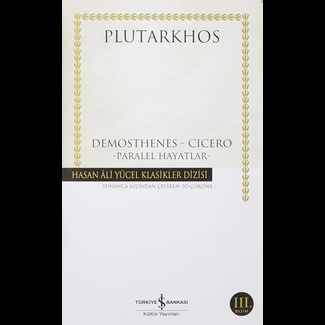 PLUTARKHOS
DEMOSTHENES - CICERO
-PARALEL HAYATLAR-
HASAN ÂLİ YÜCEL KLASİKLER DİZİSİ
YUNANCA ASLINDAN ÇEVİREN: İO ÇOKONA
III.
BASIM
TÜRKİYE İŞ BANKASI
Kültür Yayınları